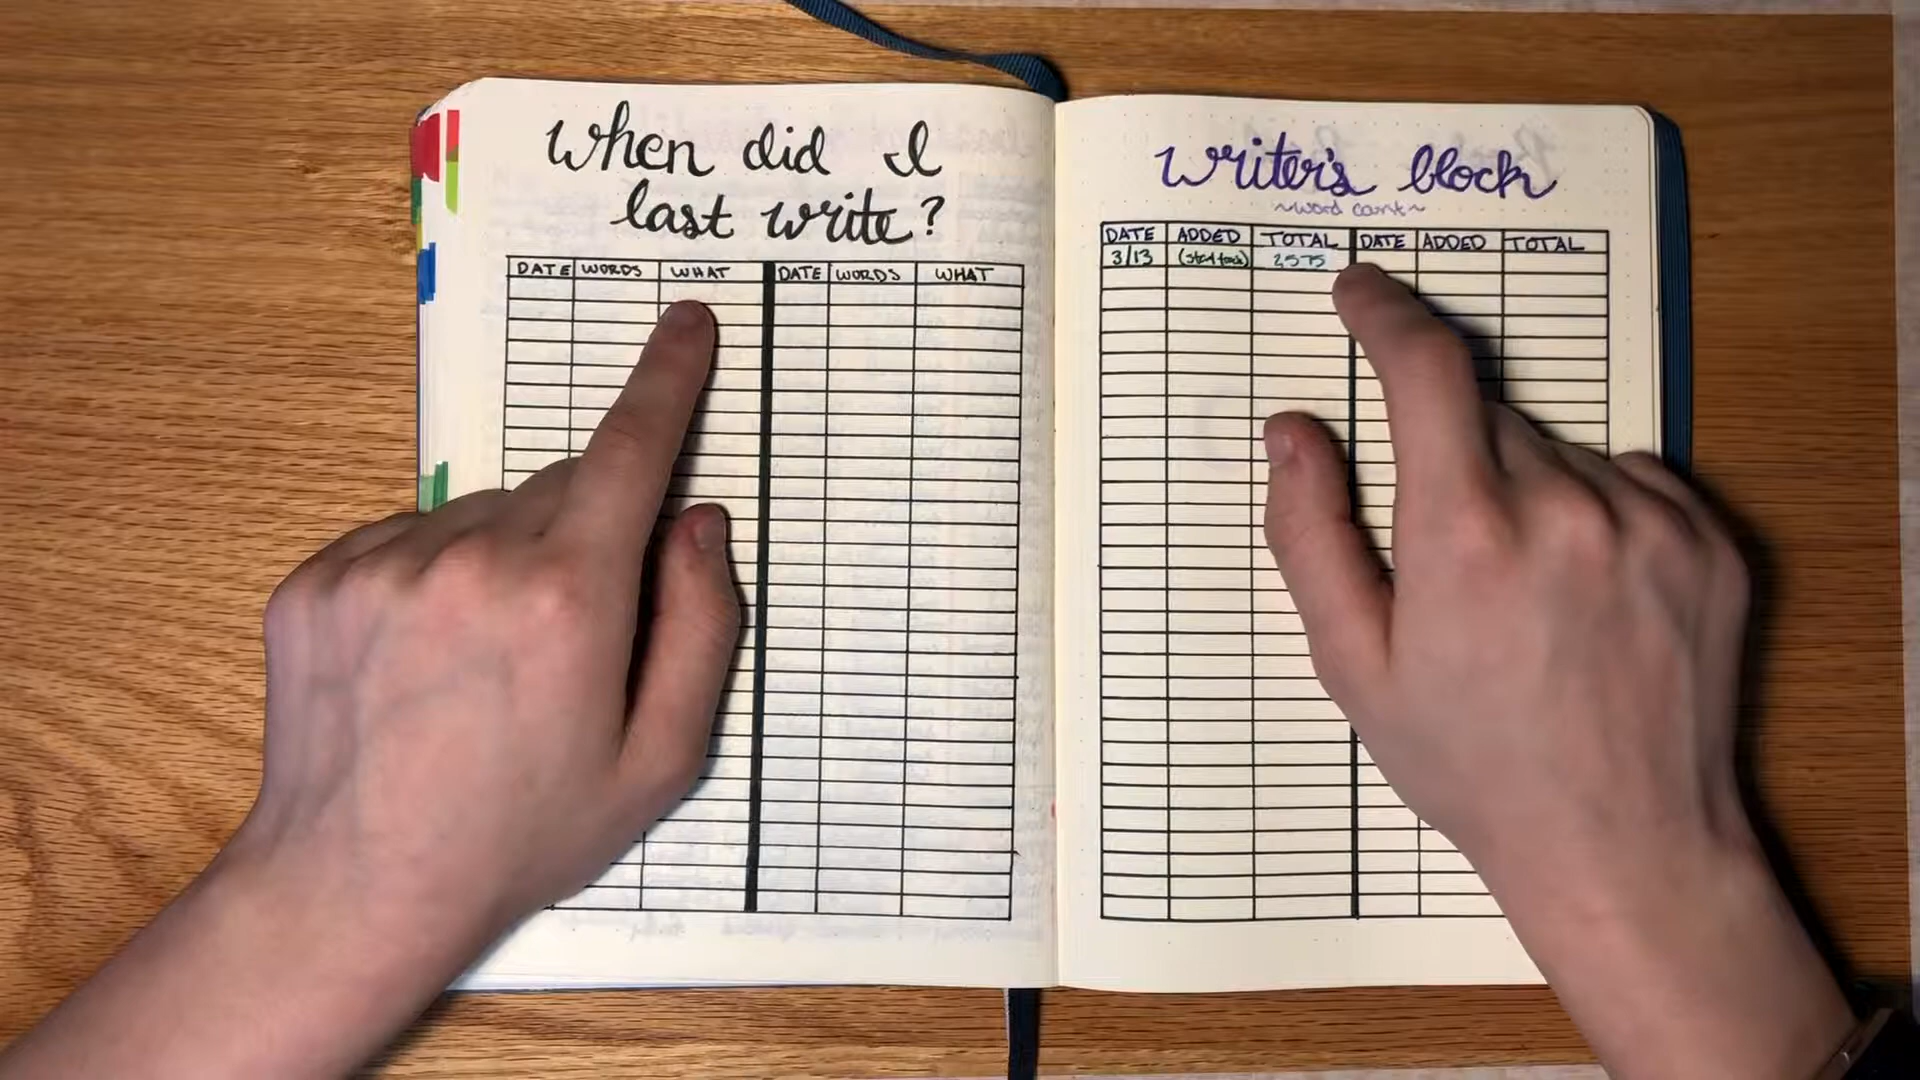 When did I
last write?
DATE WORDS WHAT DATE WORDS WHAT
Writer's block
~word count~
DATE ADDED TOTAL DATE ADDED TOTAL
3/13 2575